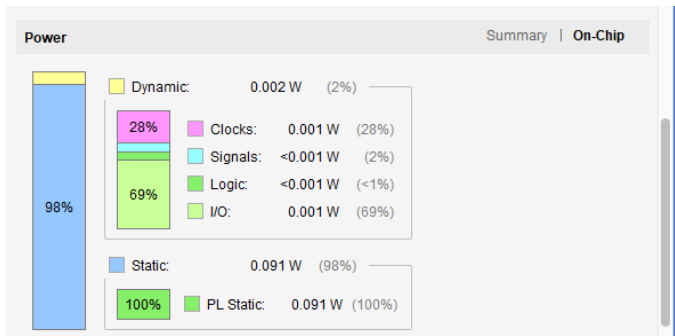 Power Summary | On-Chip
Dynamic: 0.002 W (2%)
28% Clocks: 0.001 W (28%)
Signals: <0.001 W (2%)
Logic: <0.001 W (<1%)
69% I/O: 0.001 W (69%)
98%
Static: 0.091 W (98%)
100% PL Static: 0.091 W (100%)